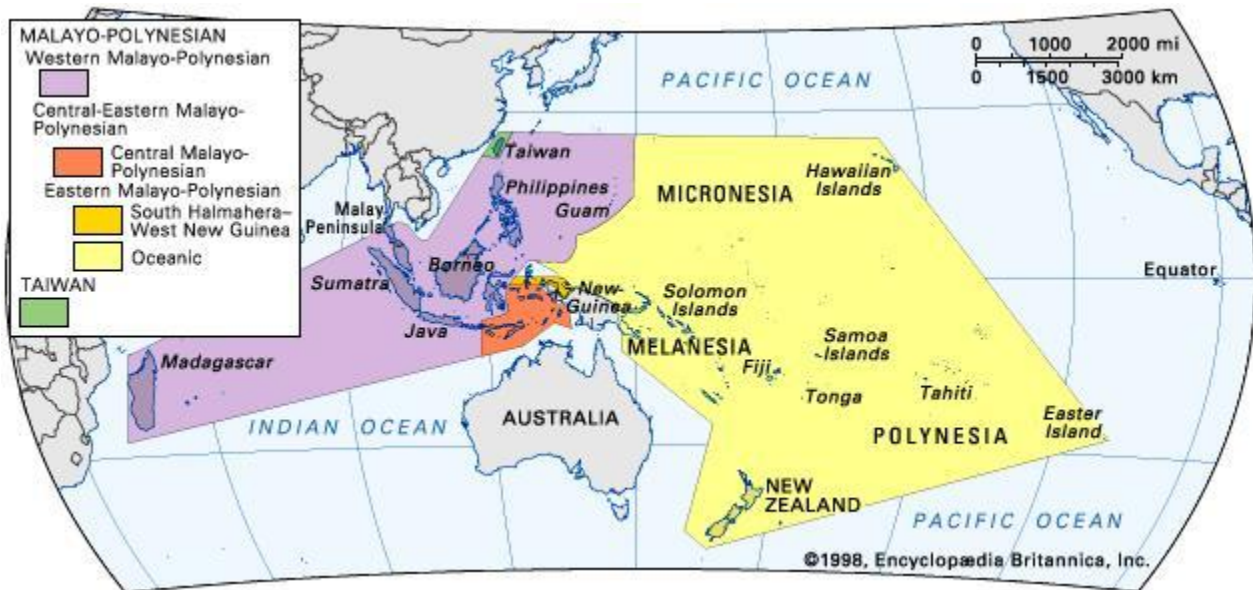 MALAYO-POLYNESIAN
Western Malayo-Polynesian
Central-Eastern Malayo-
Polynesian
Central Malayo-
Polynesian
Eastern Malayo-Polynesian
South Halmahera–
West New Guinea
Oceanic
TAIWAN
0 1000 2000 mi
0 1500 3000 km
PACIFIC OCEAN
Taiwan
Hawaiian
Islands
Philippines
MICRONESIA
Guam
Malay
Peninsula
Borneo
Equator
Sumatra
New
Guinea
Solomon
Islands
Java
MELANESIA
Samoa
Islands
Madagascar
Fiji
Tonga
Tahiti
Easter
Island
AUSTRALIA
INDIAN OCEAN
POLYNESIA
NEW
ZEALAND
PACIFIC OCEAN
©1998, Encyclopædia Britannica, Inc.